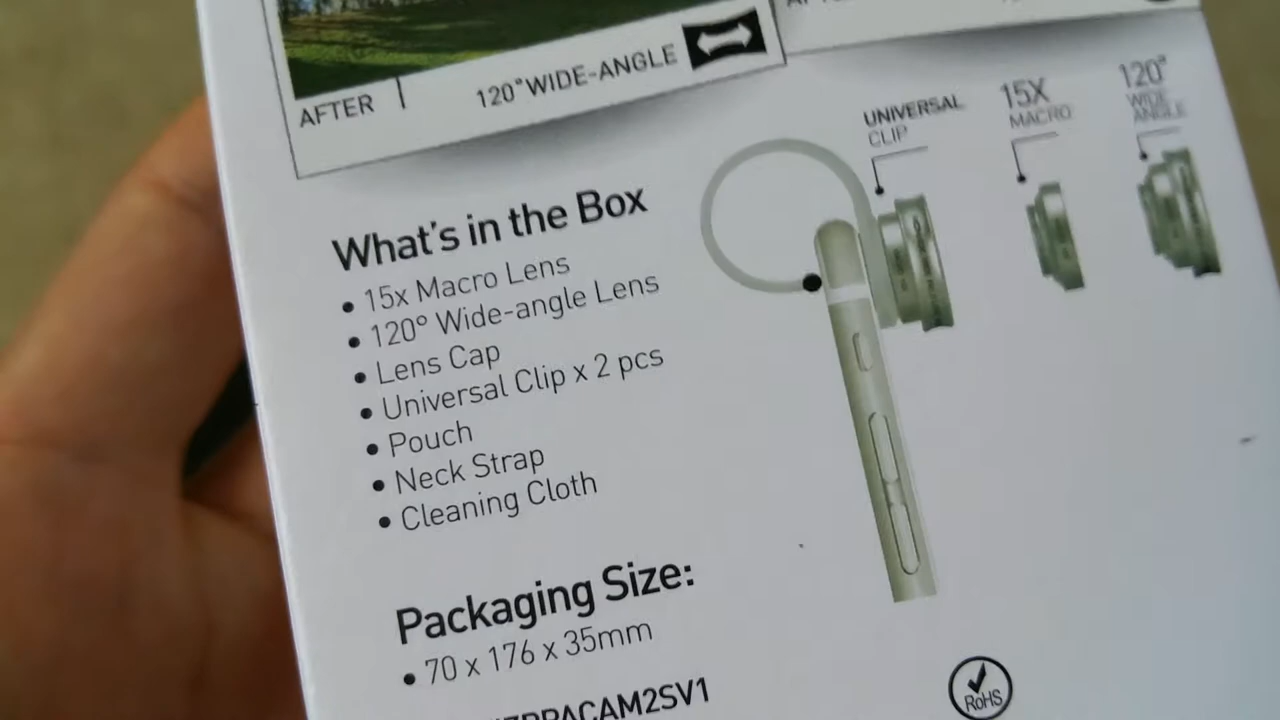 AFTER
120°WIDE-ANGLE
UNIVERSAL
CLIP
15X
MACRO
120°
WIDE
ANGLE
What's in the Box
• 15x Macro Lens
• 120° Wide-angle Lens
• Lens Cap
• Universal Clip x 2 pcs
• Pouch
• Neck Strap
• Cleaning Cloth
Packaging Size:
• 70 x 176 x 35mm
RoHS